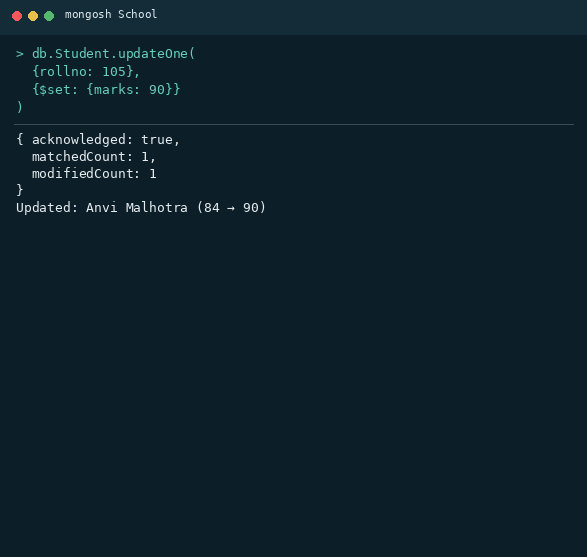 mongosh School
> db.Student.updateOne(
  {rollno: 105},
  {$set: {marks: 90}}
)
{ acknowledged: true,
  matchedCount: 1,
  modifiedCount: 1
}
Updated: Anvi Malhotra (84 → 90)